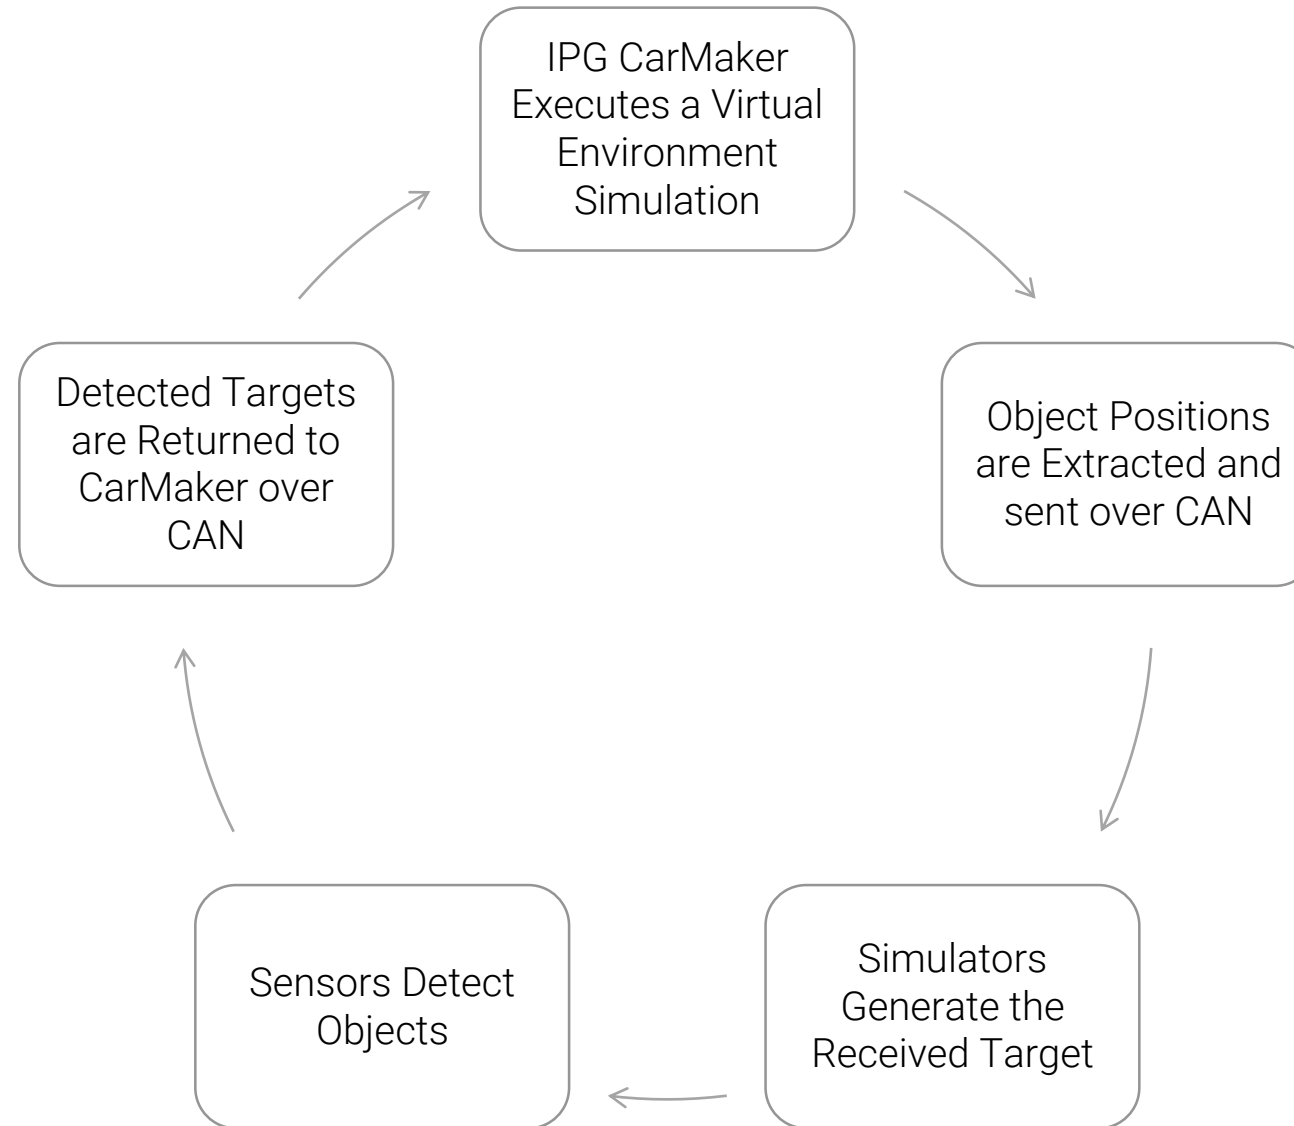 IPG CarMaker
Executes a Virtual
Environment
Simulation
Object Positions
are Extracted and
sent over CAN
Simulators
Generate the
Received Target
Sensors Detect
Objects
Detected Targets
are Returned to
CarMaker over
CAN